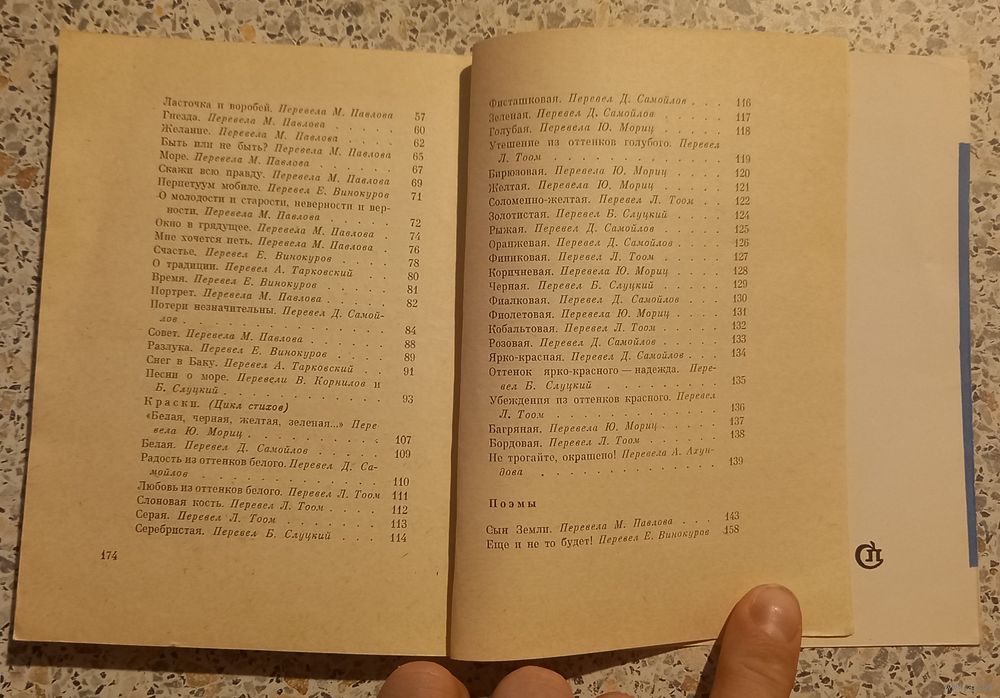 Ласточка и воробей. Перевела М. Павлова 57
Гнезда. Перевела М. Павлова . . . . . 60
Желание. Перевела М. Павлова . . . . 62
Быть или не быть? Перевела М. Павлова 65
Море. Перевела М. Павлова . . . . . 67
Скажи всю правду. Перевела М. Павлова 69
Перпетуум мобиле. Перевел Е. Винокуров 71
О молодости и старости, неверности и вер-
ности. Перевела М. Павлова . . . . . 72
Окно в грядущее. Перевела М. Павлова . 74
Мне хочется петь. Перевела М. Павлова . 76
Счастье. Перевел Е. Винокуров . . . . 78
О традиции. Перевел А. Тарковский . . 80
Время. Перевел Е. Винокуров . . . . . 81
Портрет. Перевела М. Павлова . . . . . 82
Потери незначительны. Перевел Д. Самой-
лов . . . . . . . . . . . . 84
Совет. Перевела М. Павлова . . . . . 88
Разлука. Перевел Е. Винокуров . . . . 89
Снег в Баку. Перевел А. Тарковский . . 91
Песни о море. Перевели В. Корнилов и
Б. Слуцкий . . . . . . . . . . 93
Краски. (Цикл стихов)
«Белая, черная, желтая, зеленая...» Пере
вела Ю. Мориц . . . . . . . . . 107
Белая. Перевел Д. Самойлов . . . . . 109
Радость из оттенков белого. Перевел Д. Са-
мойлов . . . . . . . . . . . 110
Любовь из оттенков белого. Перевел Л. Тоом 111
Слоновая кость. Перевел Л. Тоом . . . . 112
Серая. Перевел Л. Тоом . . . . . . . 113
Серебристая. Перевел Б. Слуцкий . . . 114
174
Фисташковая. Перевел Д. Самойлов . . . 116
Зеленая. Перевел Д. Самойлов . . . . . 117
Голубая. Перевела Ю. Мориц . . . . . 118
Утешение из оттенков голубого. Перевел
Л. Тоом . . . . . . . . . . . 119
Бирюзовая. Перевела Ю. Мориц . . . . 120
Желтая. Перевела Ю. Мориц . . . . . 121
Соломенно-желтая. Перевел Л. Тоом . . . 122
Золотистая. Перевел Б. Слуцкий . . . . 124
Рыжая. Перевел Д. Самойлов . . . . . 125
Оранжевая. Перевел Д. Самойлов . . . . 126
Финиковая. Перевел Л. Тоом . . . . . 127
Коричневая. Перевела Ю. Мориц . . . . 128
Черная. Перевел Б. Слуцкий . . . . . 129
Фиалковая. Перевел Д. Самойлов . . . . 130
Фиолетовая. Перевела Ю. Мориц . . . . 131
Кобальтовая. Перевел Л. Тоом . . . . . 132
Розовая. Перевел Д. Самойлов . . . . . 133
Ярко-красная. Перевел Д. Самойлов . . . 134
Оттенок ярко-красного — надежда. Пере-
вел Б. Слуцкий . . . . . . . . 135
Убеждения из оттенков красного. Перевел
Л. Тоом . . . . . . . . . . . 136
Багряная. Перевела Ю. Мориц . . . . . 137
Бордовая. Перевел Л. Тоом . . . . . . 138
Не трогайте, окрашено! Перевела А. Ахун-
дова . . . . . . . . . . . 139
Поэмы
Сын Земли. Перевела М. Павлова . . . 143
Еще и не то будет! Перевел Е. Винокуров 158